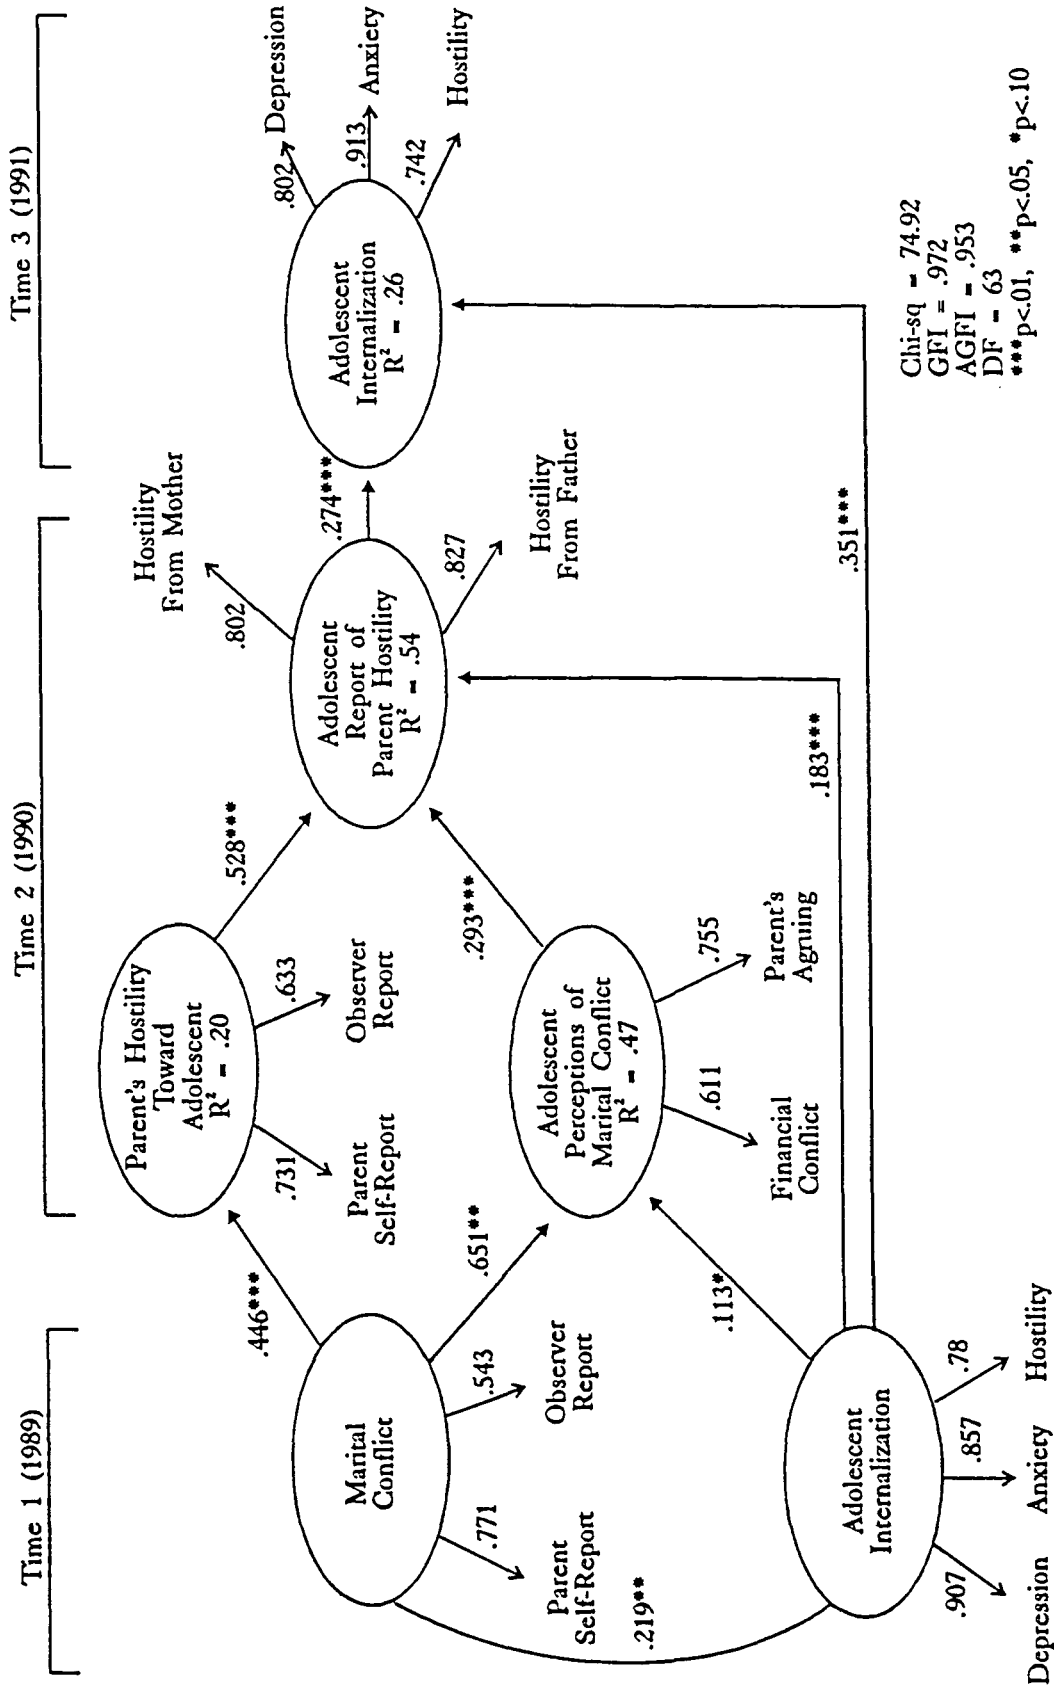 Time 1 (1989)
Time 2 (1990)
Time 3 (1991)
Marital
Conflict
.771
Parent
Self-Report
.543
Observer
Report
.446***
.651**
.219**
Adolescent
Internalization
.907
Depression
.857
Anxiety
.78
Hostility
.113*
.183***
.351***
Parent's Hostility
Toward
Adolescent
R² = .20
.731
Parent
Self-Report
.633
Observer
Report
.528***
Adolescent
Perceptions of
Marital Conflict
R² = .47
.611
Financial
Conflict
.755
Parent's
Agruing
.293***
Adolescent
Report of
Parent Hostility
R² = .54
.802
Hostility
From Mother
.827
Hostility
From Father
.274***
Adolescent
Internalization
R² = .26
.802
Depression
.913
Anxiety
.742
Hostility
Chi-sq = 74.92
GFI = .972
AGFI = .953
DF = 63
***p<.01, **p<.05, *p<.10